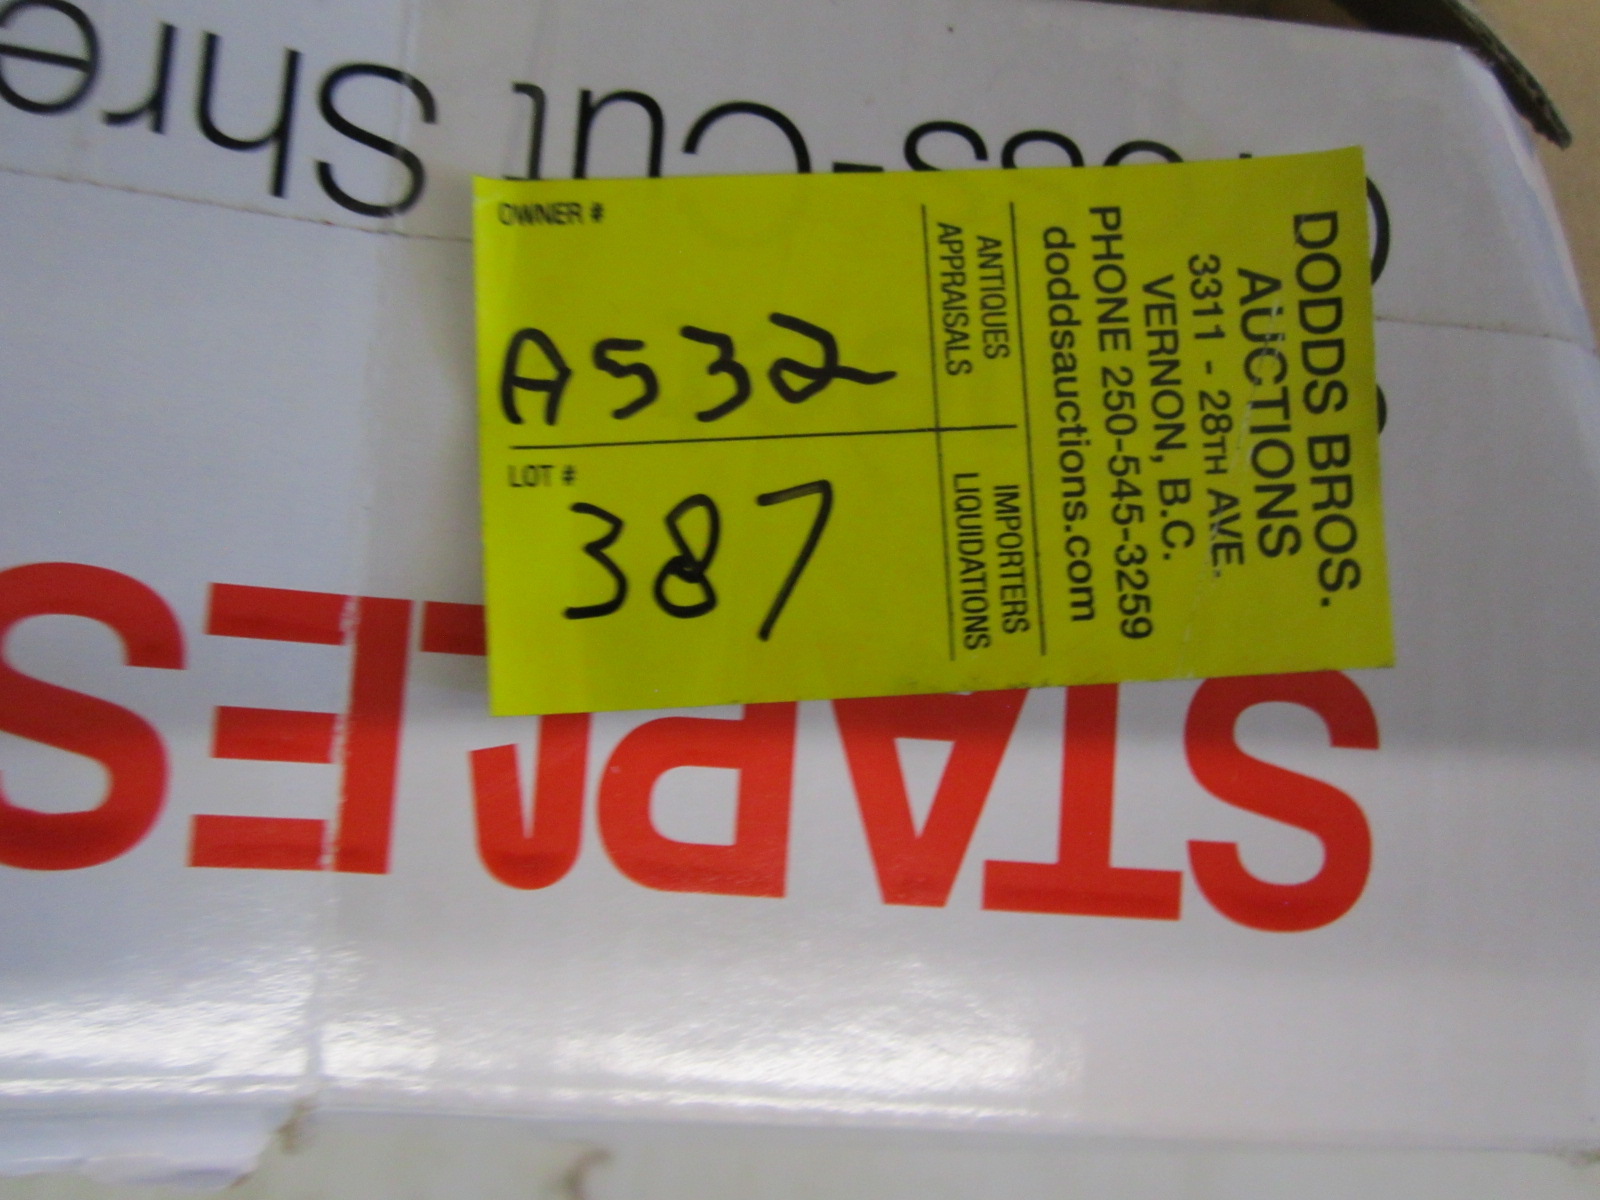 OWNER #
A532
LOT #
387
DODDS BROS.
AUCTIONS
3311 - 28TH AVE.
VERNON, B.C.
PHONE 250-545-3259
doddsauctions.com
ANTIQUES
APPRAISALS
IMPORTERS
LIQUIDATIONS
STAPLES
oss-Cut Shre